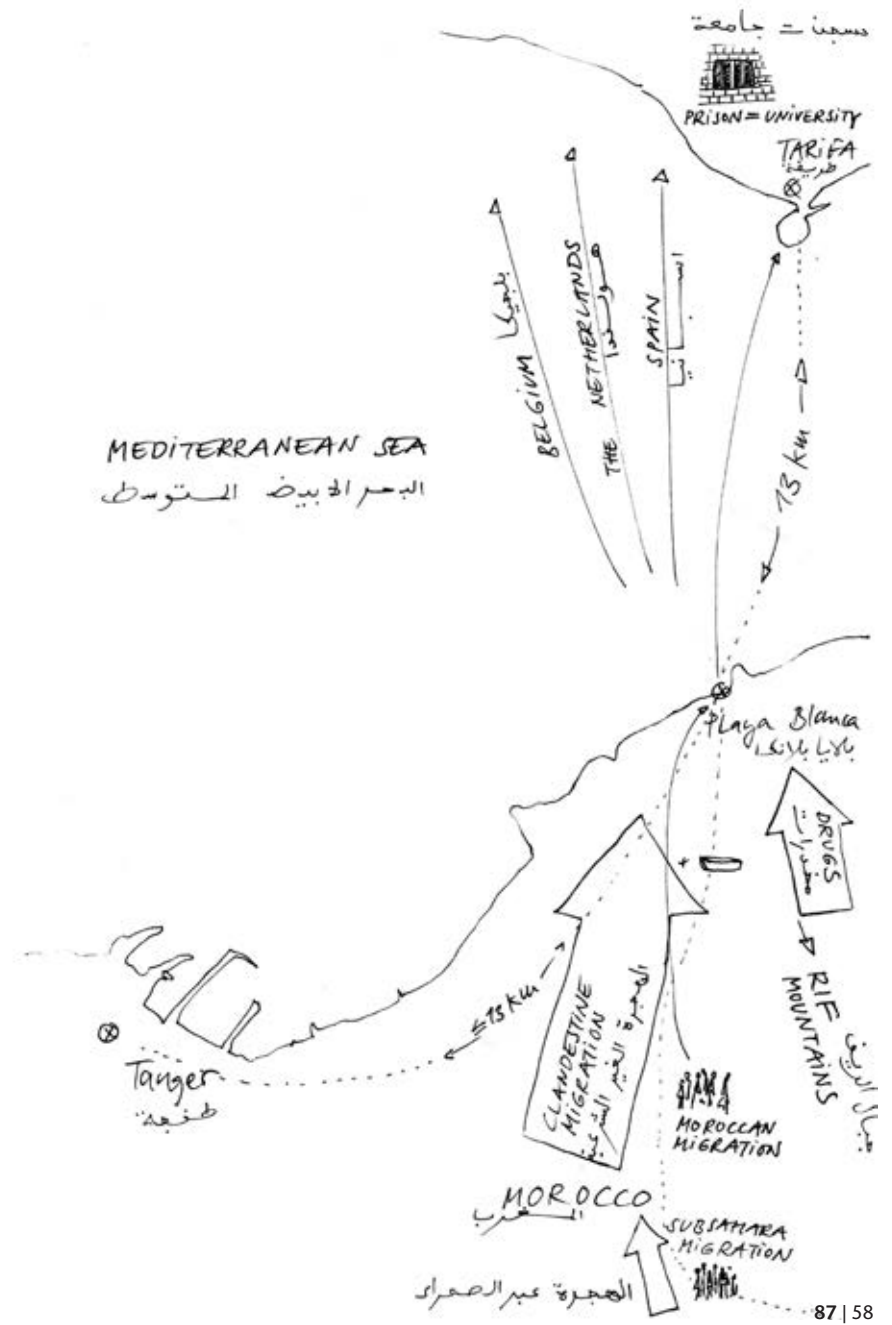 سجينات = جامعة
PRISON = UNIVERSITY
TARIFA
طريفة
BELGIUM بلجيكا
THE NETHERLANDS
هولندا
SPAIN
اسبانيا
MEDITERRANEAN SEA
البحر الابيض المتوسط
13 km
Playa Blanca
بلايا بلانكا
DRUGS
مخدرات
≤13 km
CLANDESTINE
MIGRATION
الهجرة الغير الشرعية
RIF
MOUNTAINS
جبال الريف
Tanger
طنجة
MOROCCAN
MIGRATION
MOROCCO
المغرب
SUBSAHARA
MIGRATION
الهجرة عبر الصحراء
87 | 58